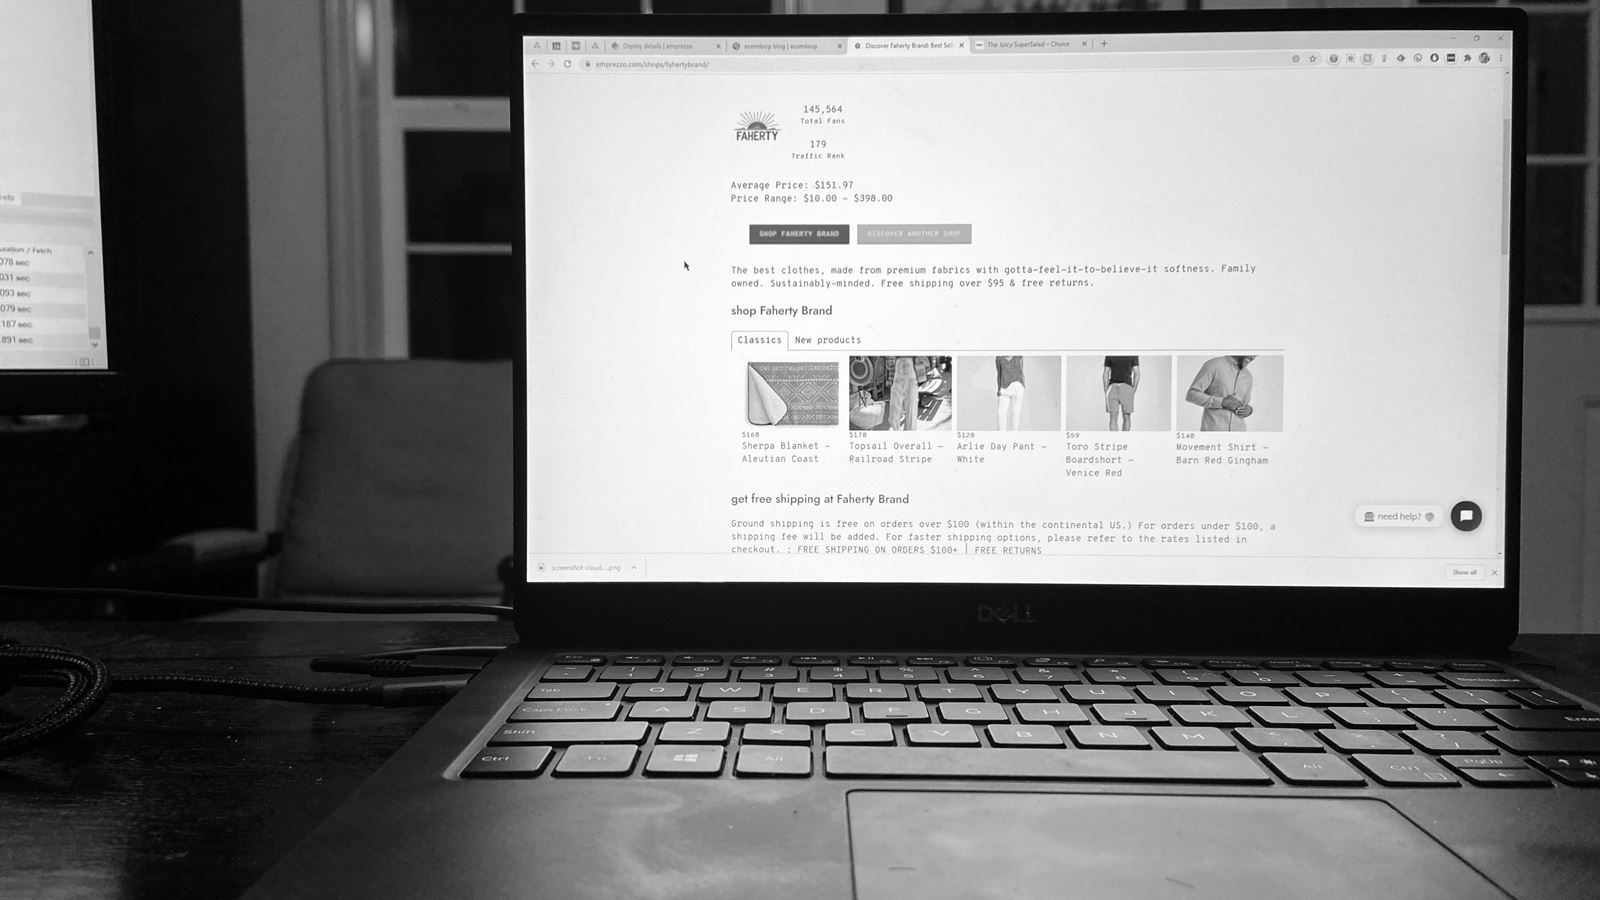 Deploy details | emprezzo
ecomloop blog | ecomloop
Discover Faherty Brand: Best Sel
The Juicy SuperSalad – Choice
emprezzo.com/shops/fahertybrand/
FAHERTY
145,564
Total Fans
179
Traffic Rank
Average Price: $151.97
Price Range: $10.00 – $398.00
SHOP FAHERTY BRAND
DISCOVER ANOTHER SHOP
The best clothes, made from premium fabrics with gotta-feel-it-to-believe-it softness. Family
owned. Sustainably-minded. Free shipping over $95 & free returns.
shop Faherty Brand
Classics
New products
$168
Sherpa Blanket –
Aleutian Coast
$178
Topsail Overall –
Railroad Stripe
$128
Arlie Day Pant –
White
$59
Toro Stripe
Boardshort –
Venice Red
$148
Movement Shirt –
Barn Red Gingham
get free shipping at Faherty Brand
Ground shipping is free on orders over $100 (within the continental US.) For orders under $100, a
shipping fee will be added. For faster shipping options, please refer to the rates listed in
checkout. : FREE SHIPPING ON ORDERS $100+ | FREE RETURNS
need help?
screenshot-cloud....png
Show all
uration / Fetch
078 sec
031 sec
093 sec
079 sec
187 sec
891 sec
DELL
Backspace
Tab Q W E R T Y U I O P
Caps Lock A S D F G H J K L Enter
Shift Z X C V B N M
Ctrl Fn Alt Alt Ctrl PgUp